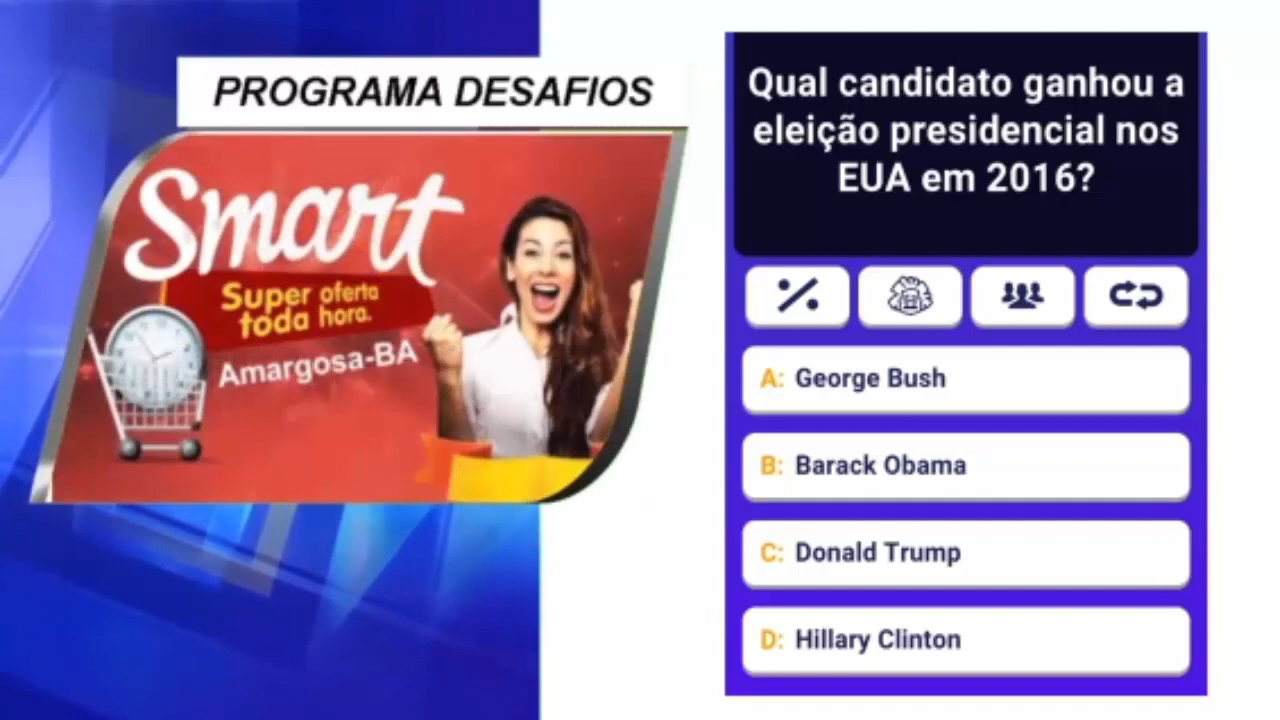 PROGRAMA DESAFIOS
Smart
Super oferta
toda hora.
Amargosa-BA
Qual candidato ganhou a
eleição presidencial nos
EUA em 2016?
A: George Bush
B: Barack Obama
C: Donald Trump
D: Hillary Clinton